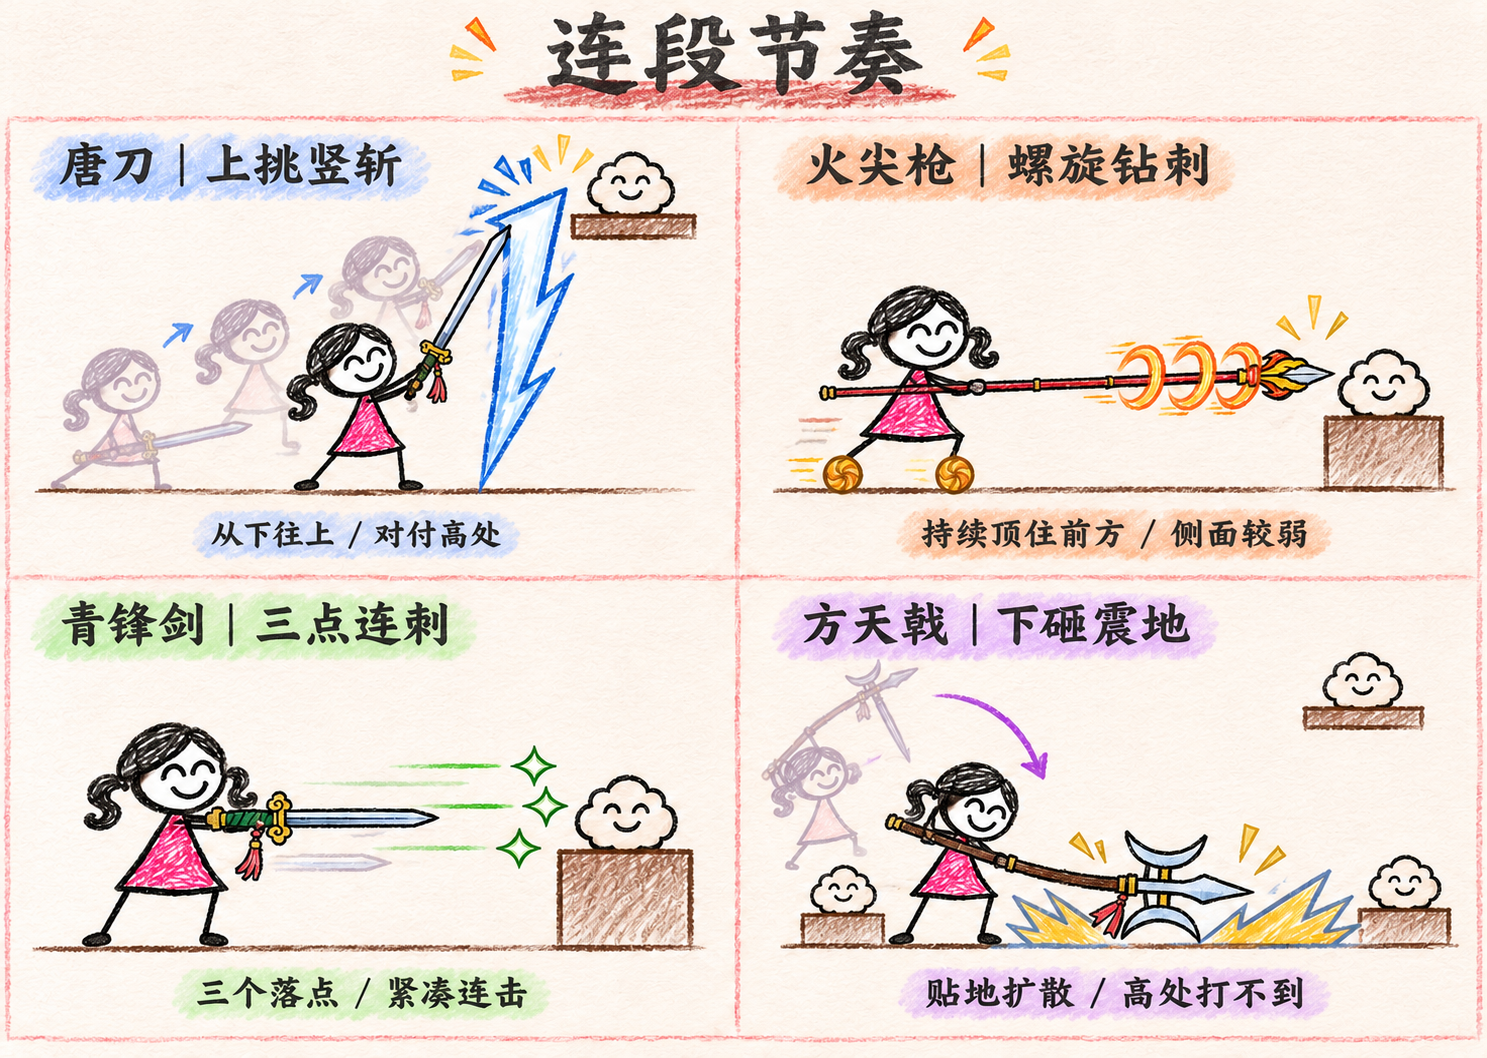 连段节奏
唐刀｜上挑竖斩
从下往上 / 对付高处
火尖枪｜螺旋钻刺
持续顶住前方 / 侧面较弱
青锋剑｜三点连刺
三个落点 / 紧凑连击
方天戟｜下砸震地
贴地扩散 / 高处打不到